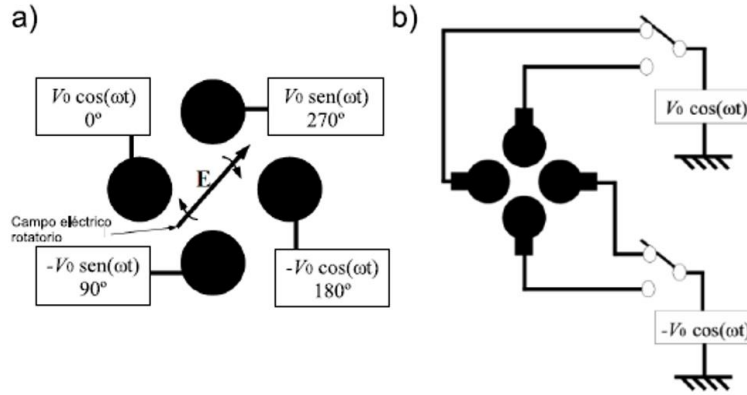 a)
V₀ cos(ωt)
0º
V₀ sen(ωt)
270º
E
Campo eléctrico
rotatorio
-V₀ sen(ωt)
90º
-V₀ cos(ωt)
180º
b)
V₀ cos(ωt)
-V₀ cos(ωt)